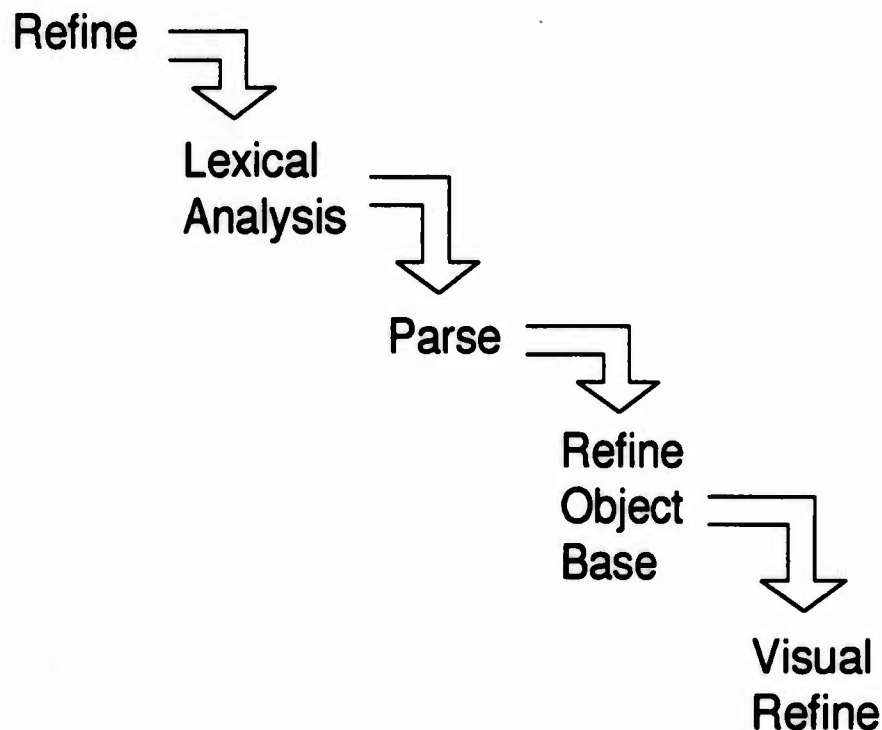 Refine
Lexical
Analysis
Parse
Refine
Object
Base
Visual
Refine